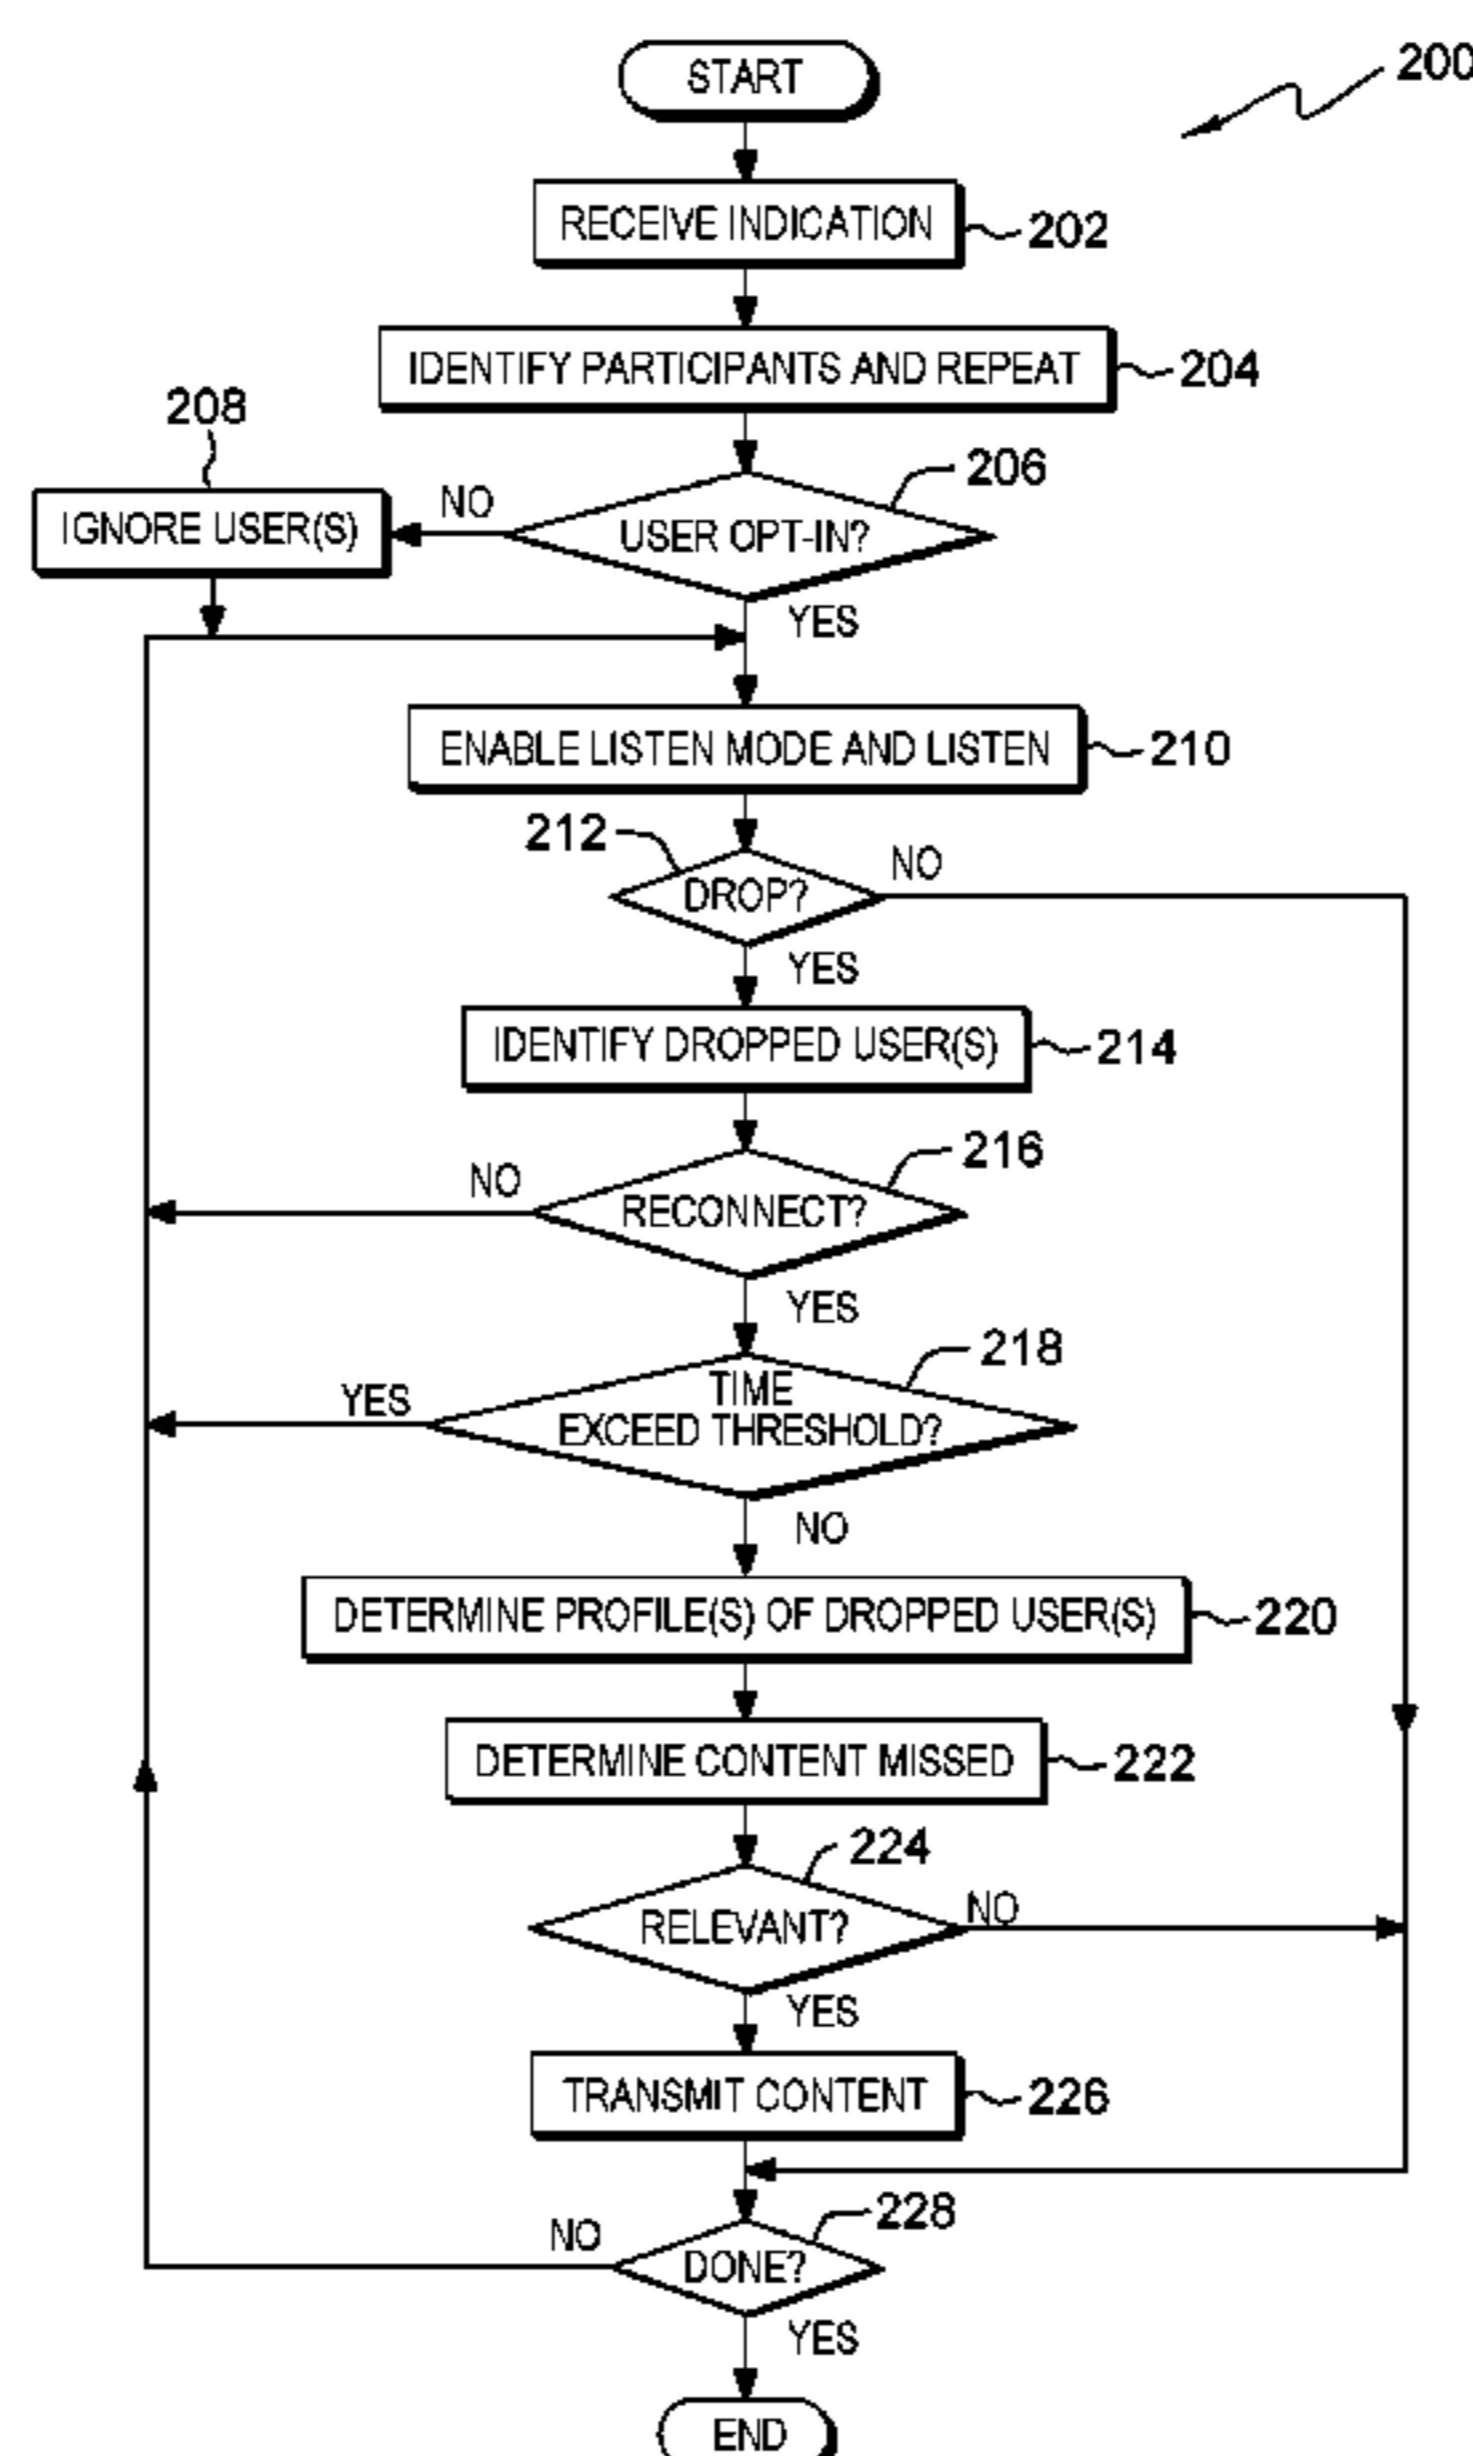 START
200
RECEIVE INDICATION
202
IDENTIFY PARTICIPANTS AND REPEAT
204
208
206
NO
IGNORE USER(S)
USER OPT-IN?
YES
ENABLE LISTEN MODE AND LISTEN
210
212
NO
DROP?
YES
IDENTIFY DROPPED USER(S)
214
216
NO
RECONNECT?
YES
218
YES
TIME
EXCEED THRESHOLD?
NO
DETERMINE PROFILE(S) OF DROPPED USER(S)
220
DETERMINE CONTENT MISSED
222
224
NO
RELEVANT?
YES
TRANSMIT CONTENT
226
228
NO
DONE?
YES
END